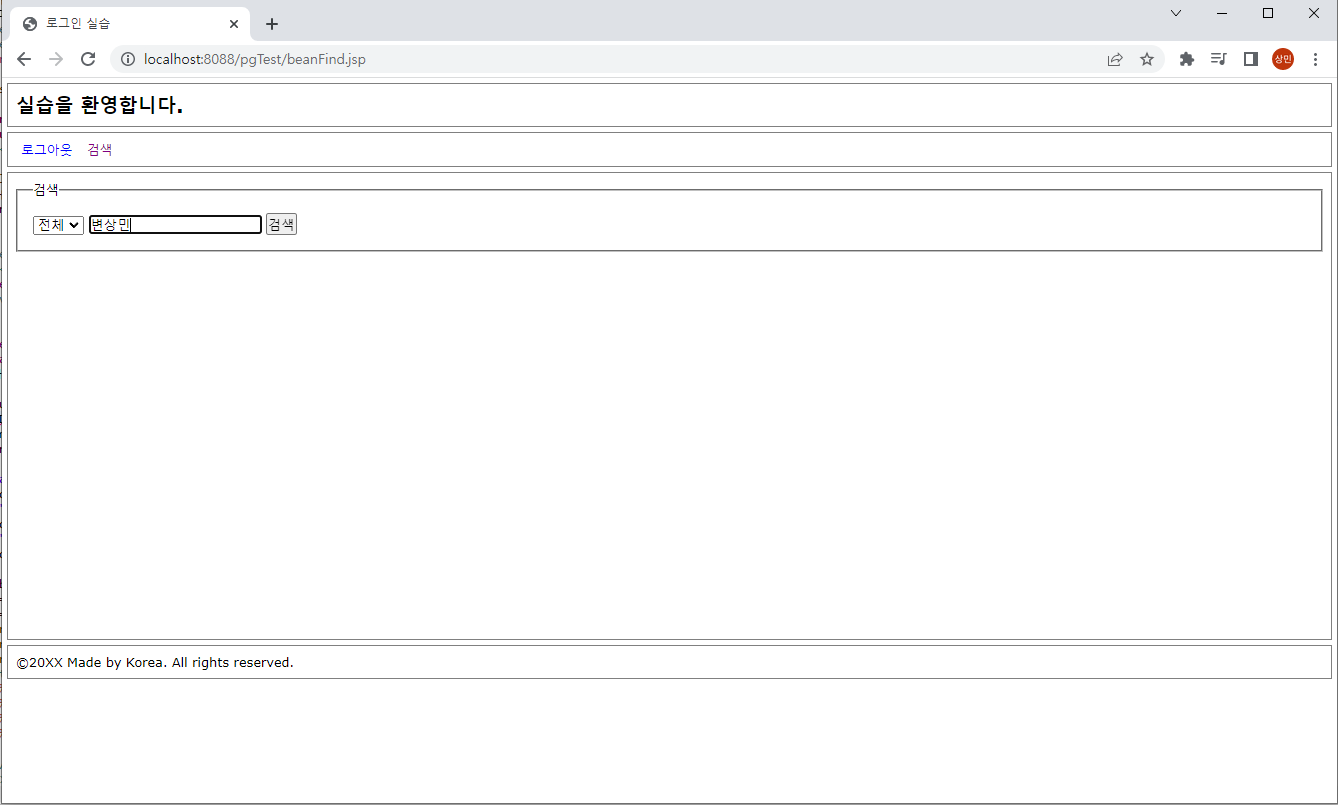 로그인 실습
localhost:8088/pgTest/beanFind.jsp
상민
실습을 환영합니다.
로그아웃 검색
검색
전체 변상민 검색
©20XX Made by Korea. All rights reserved.